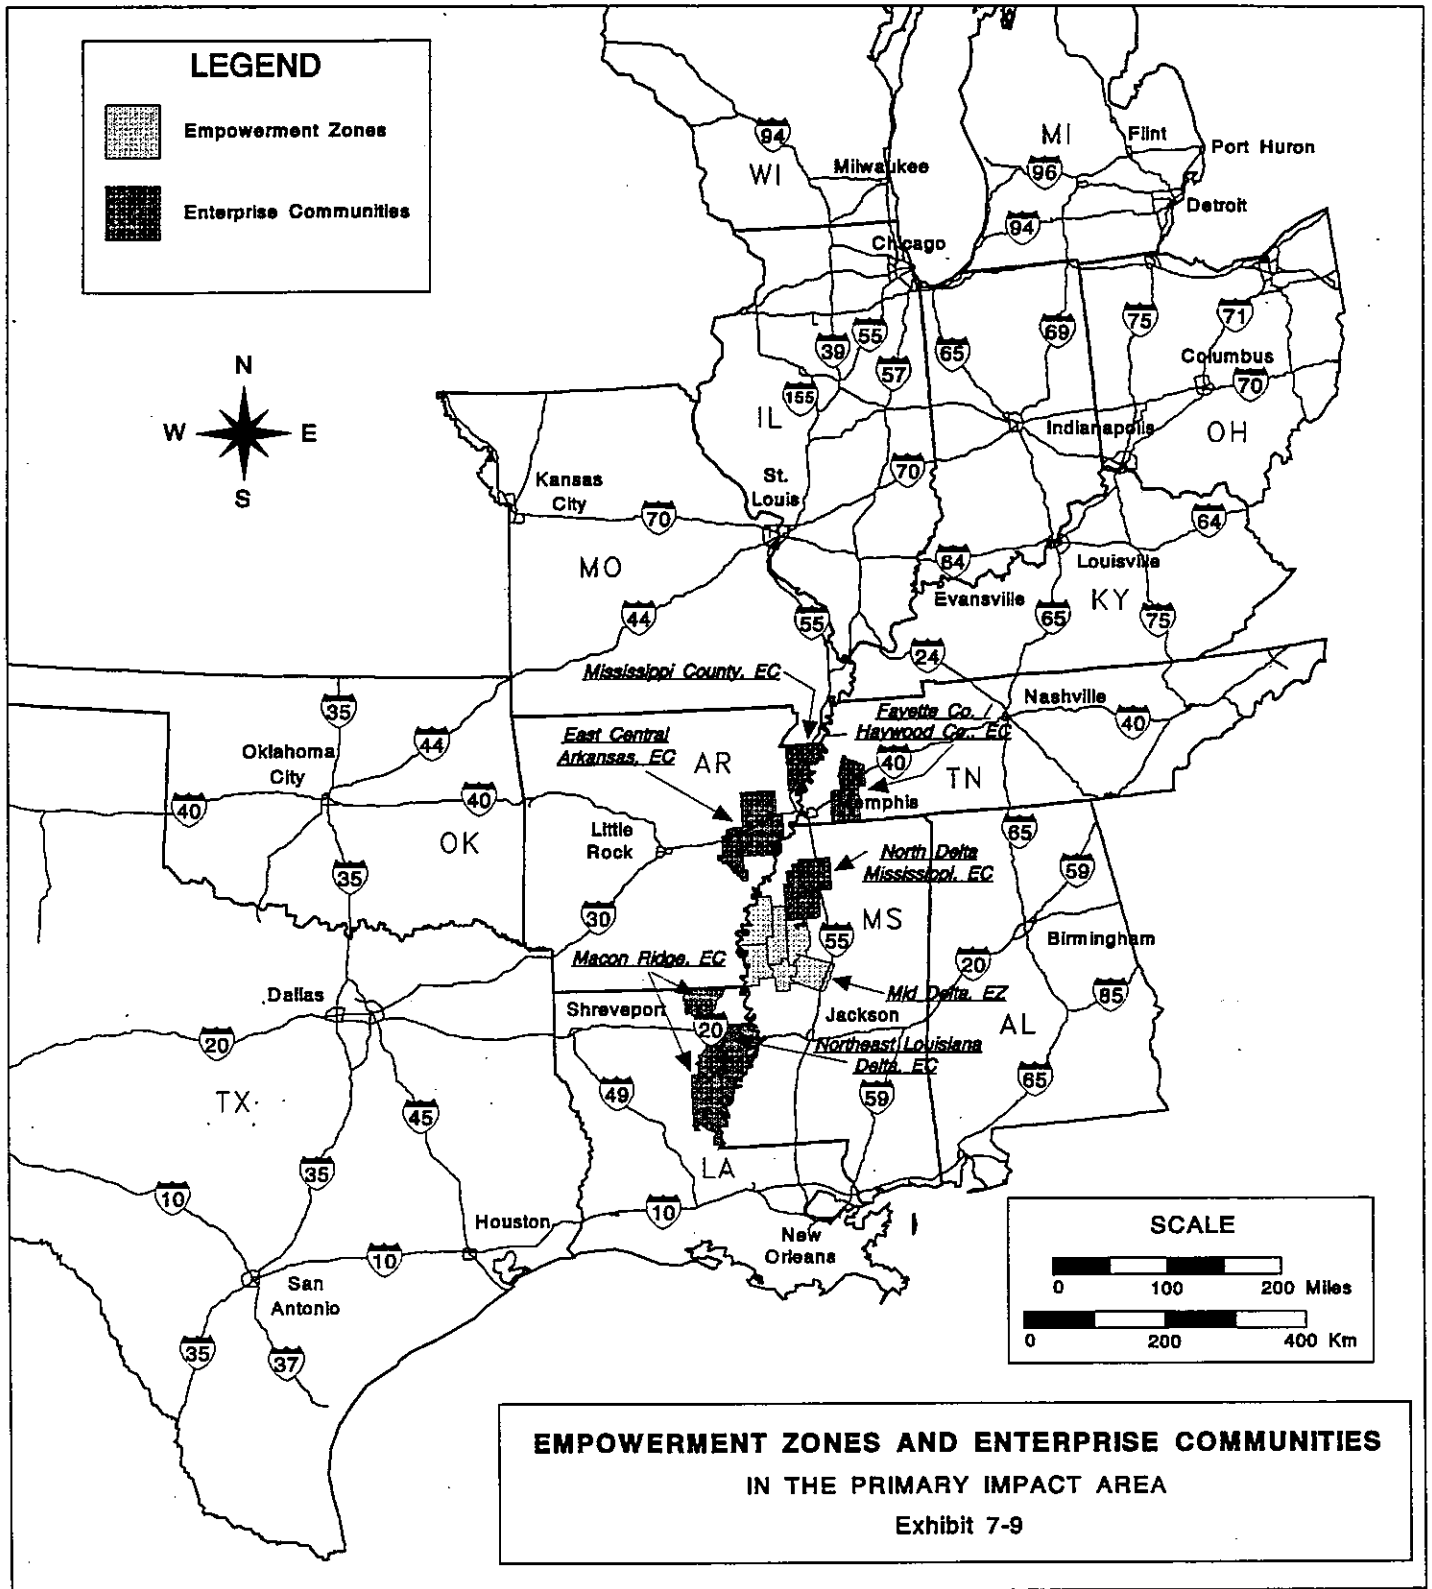 LEGEND
Empowerment Zones
Enterprise Communities
N
W
E
S
94
WI
Milwaukee
MI
Flint
Port Huron
96
Detroit
94
Chicago
L
39
55
57
65
69
75
71
Columbus
70
155
IL
Indianapolis
OH
70
St.
Louis
Kansas
City
70
64
64
Louisville
MO
Evansville
KY
44
55
65
75
24
Mississippi County, EC
Nashville
35
Fayette Co. /
Haywood Co., EC
40
East Central
Arkansas, EC
44
Oklahoma
City
AR
40
TN
40
40
Memphis
OK
Little
Rock
65
35
North Delta
Mississippi, EC
59
30
MS
55
Birmingham
Macon Ridge, EC
20
Dallas
Mid Delta, EZ
85
Shreveport
Jackson
20
20
AL
Northeast Louisiana
Delta, EC
TX
49
59
65
45
35
LA
10
10
Houston
10
New
Orleans
San
Antonio
35
37
SCALE
0 100 200 Miles
0 200 400 Km
EMPOWERMENT ZONES AND ENTERPRISE COMMUNITIES
IN THE PRIMARY IMPACT AREA
Exhibit 7-9